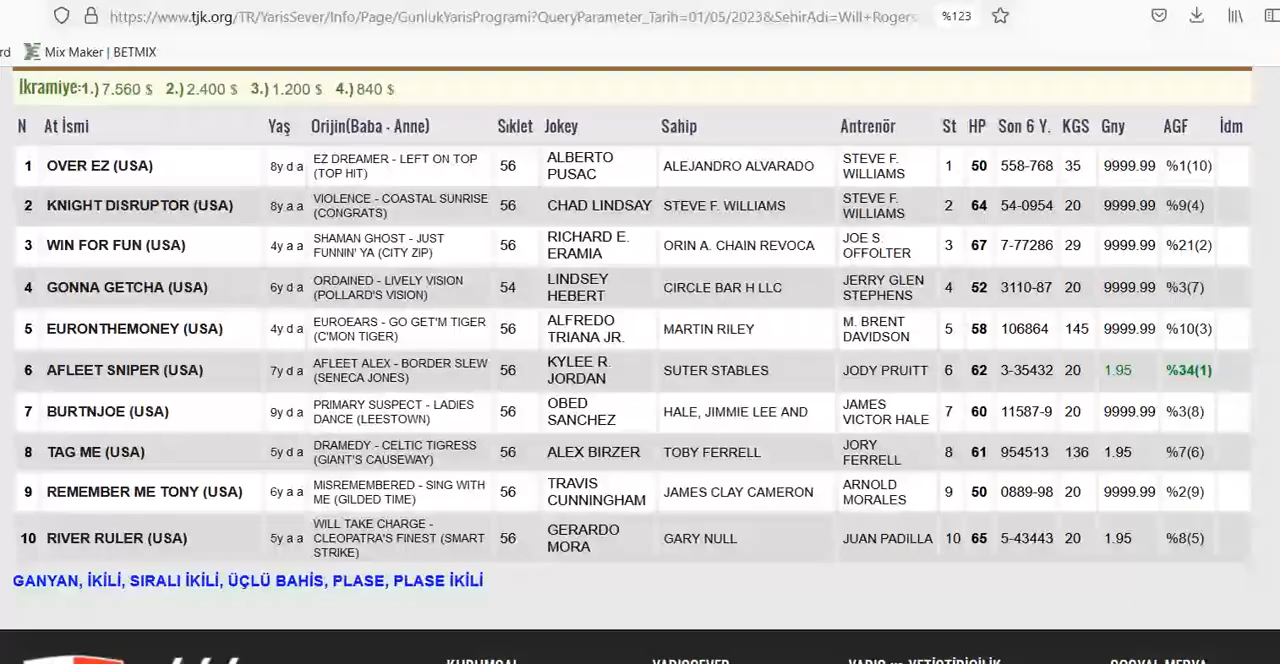 https://www.tjk.org/TR/YarisSever/Info/Page/GunlukYarisProgrami?QueryParameter_Tarih=01/05/2023&SehirAdi=Will+Rogers %123
rd Mix Maker | BETMIX
İkramiye:1.) 7.560 $ 2.) 2.400 $ 3.) 1.200 $ 4.) 840 $
N At İsmi Yaş Orijin(Baba - Anne) Sıklet Jokey Sahip Antrenör St HP Son 6 Y. KGS Gny AGF İdm
1 OVER EZ (USA) 8y d a EZ DREAMER - LEFT ON TOP (TOP HIT) 56 ALBERTO PUSAC ALEJANDRO ALVARADO STEVE F. WILLIAMS 1 50 558-768 35 9999.99 %1(10)
2 KNIGHT DISRUPTOR (USA) 8y a a VIOLENCE - COASTAL SUNRISE (CONGRATS) 56 CHAD LINDSAY STEVE F. WILLIAMS STEVE F. WILLIAMS 2 64 54-0954 20 9999.99 %9(4)
3 WIN FOR FUN (USA) 4y a a SHAMAN GHOST - JUST FUNNIN' YA (CITY ZIP) 56 RICHARD E. ERAMIA ORIN A. CHAIN REVOCA JOE S. OFFOLTER 3 67 7-77286 29 9999.99 %21(2)
4 GONNA GETCHA (USA) 6y d a ORDAINED - LIVELY VISION (POLLARD'S VISION) 54 LINDSEY HEBERT CIRCLE BAR H LLC JERRY GLEN STEPHENS 4 52 3110-87 20 9999.99 %3(7)
5 EURONTHEMONEY (USA) 4y d a EUROEARS - GO GET'M TIGER (C'MON TIGER) 56 ALFREDO TRIANA JR. MARTIN RILEY M. BRENT DAVIDSON 5 58 106864 145 9999.99 %10(3)
6 AFLEET SNIPER (USA) 7y d a AFLEET ALEX - BORDER SLEW (SENECA JONES) 56 KYLEE R. JORDAN SUTER STABLES JODY PRUITT 6 62 3-35432 20 1.95 %34(1)
7 BURTNJOE (USA) 9y d a PRIMARY SUSPECT - LADIES DANCE (LEESTOWN) 56 OBED SANCHEZ HALE, JIMMIE LEE AND JAMES VICTOR HALE 7 60 11587-9 20 9999.99 %3(8)
8 TAG ME (USA) 5y d a DRAMEDY - CELTIC TIGRESS (GIANT'S CAUSEWAY) 56 ALEX BIRZER TOBY FERRELL JORY FERRELL 8 61 954513 136 1.95 %7(6)
9 REMEMBER ME TONY (USA) 6y a a MISREMEMBERED - SING WITH ME (GILDED TIME) 56 TRAVIS CUNNINGHAM JAMES CLAY CAMERON ARNOLD MORALES 9 50 0889-98 20 9999.99 %2(9)
10 RIVER RULER (USA) 5y a a WILL TAKE CHARGE - CLEOPATRA'S FINEST (SMART STRIKE) 56 GERARDO MORA GARY NULL JUAN PADILLA 10 65 5-43443 20 1.95 %8(5)
GANYAN, İKİLİ, SIRALI İKİLİ, ÜÇLÜ BAHİS, PLASE, PLASE İKİLİ
KURUMSAL YARIŞSEVER YARIŞ ve YETİŞTİRİCİLİK SOSYAL MEDYA